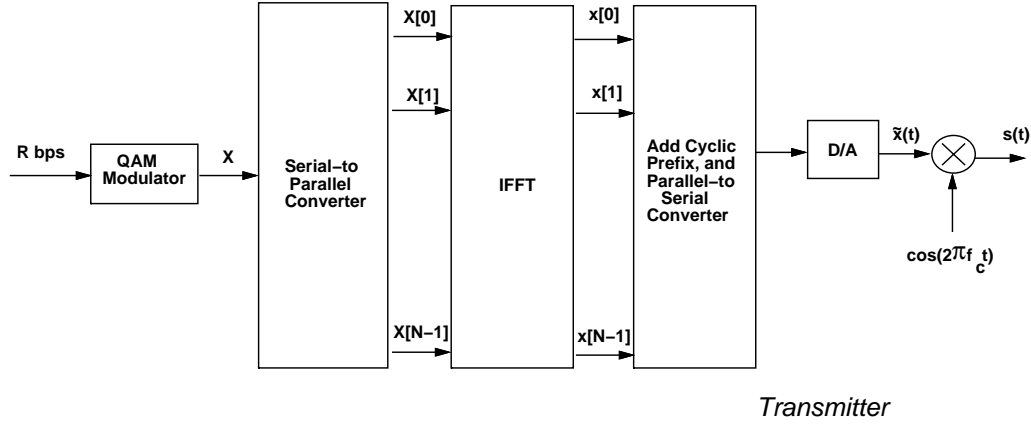 R bps
QAM
Modulator
X
Serial−to
Parallel
Converter
X[0]
X[1]
X[N−1]
IFFT
x[0]
x[1]
x[N−1]
Add Cyclic
Prefix, and
Parallel−to
Serial
Converter
D/A
x̃(t)
s(t)
cos(2πf_c t)
Transmitter